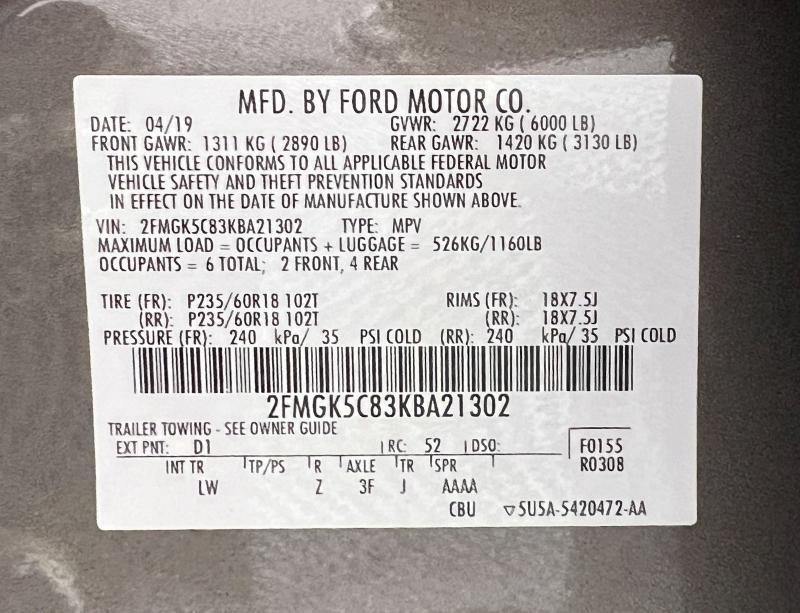 MFD. BY FORD MOTOR CO.
DATE: 04/19 GVWR: 2722 KG ( 6000 LB)
FRONT GAWR: 1311 KG ( 2890 LB) REAR GAWR: 1420 KG ( 3130 LB)
THIS VEHICLE CONFORMS TO ALL APPLICABLE FEDERAL MOTOR
VEHICLE SAFETY AND THEFT PREVENTION STANDARDS
IN EFFECT ON THE DATE OF MANUFACTURE SHOWN ABOVE.
VIN: 2FMGK5C83KBA21302 TYPE: MPV
MAXIMUM LOAD = OCCUPANTS + LUGGAGE = 526KG/1160LB
OCCUPANTS = 6 TOTAL; 2 FRONT, 4 REAR
TIRE (FR): P235/60R18 102T RIMS (FR): 18X7.5J
(RR): P235/60R18 102T (RR): 18X7.5J
PRESSURE (FR): 240 kPa/ 35 PSI COLD (RR): 240 kPa/ 35 PSI COLD
2FMGK5C83KBA21302
TRAILER TOWING - SEE OWNER GUIDE
EXT PNT: D1 RC: 52 DSO: F0155
INT TR TP/PS R AXLE TR SPR R0308
LW Z 3F J AAAA
CBU ▽5U5A-5420472-AA